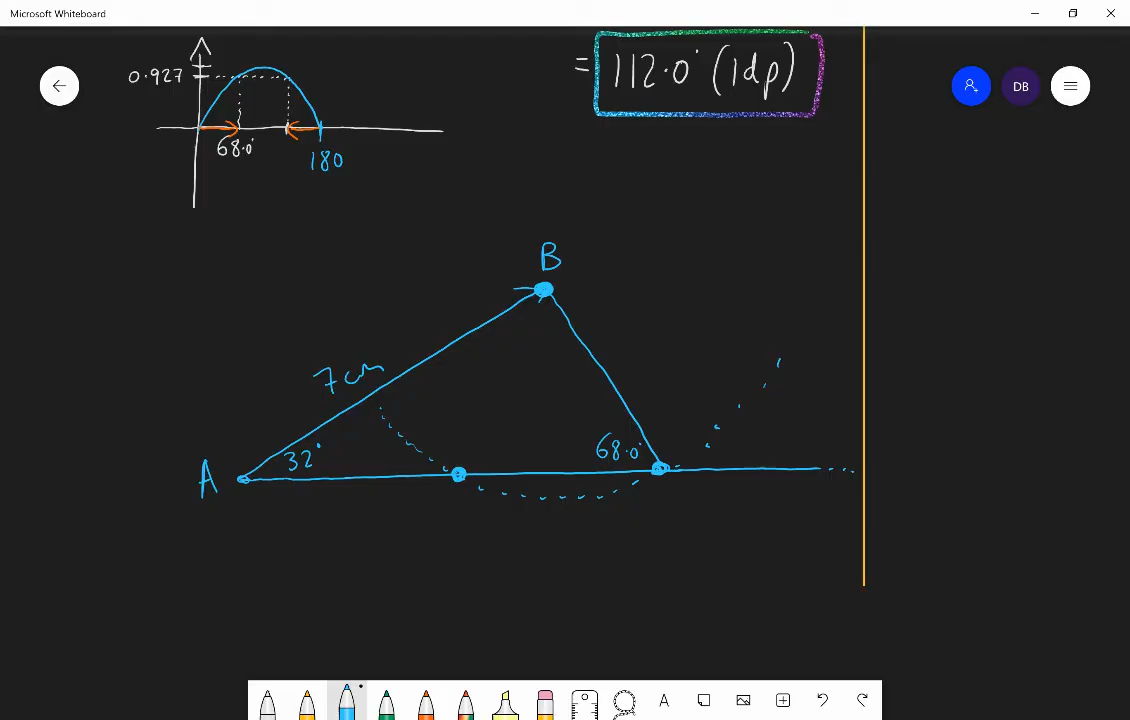 Microsoft Whiteboard
0.927
68.0°
180
= 112.0° (1dp)
DB
B
7cm
A
32°
68.0°
A